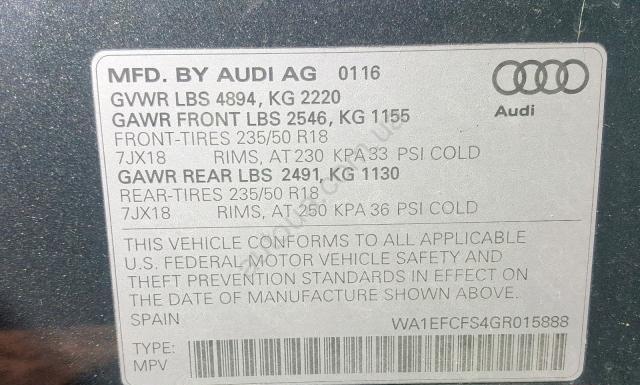 MFD. BY AUDI AG 0116
Audi
GVWR LBS 4894, KG 2220
GAWR FRONT LBS 2546, KG 1155
FRONT-TIRES 235/50 R18
7JX18 RIMS, AT 230 KPA 33 PSI COLD
GAWR REAR LBS 2491, KG 1130
REAR-TIRES 235/50 R18
7JX18 RIMS, AT 250 KPA 36 PSI COLD
THIS VEHICLE CONFORMS TO ALL APPLICABLE
U.S. FEDERAL MOTOR VEHICLE SAFETY AND
THEFT PREVENTION STANDARDS IN EFFECT ON
THE DATE OF MANUFACTURE SHOWN ABOVE.
SPAIN WA1EFCFS4GR015888
TYPE:
MPV